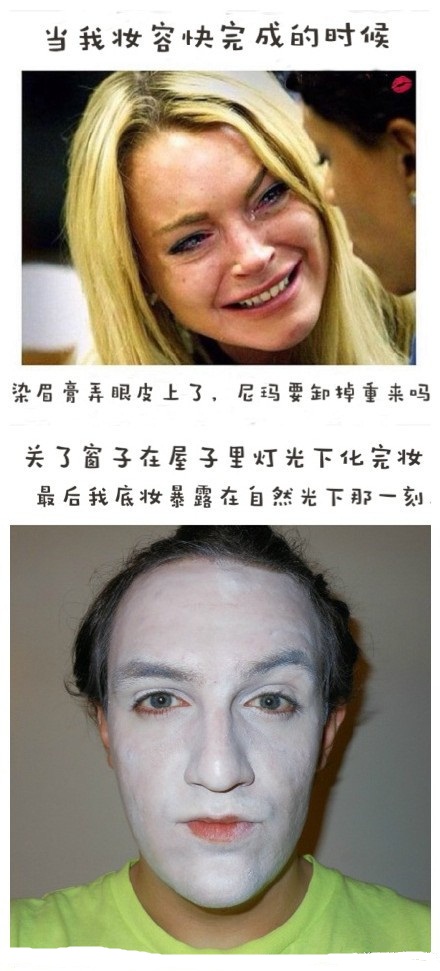 当我妆容快完成的时候
染眉膏弄眼皮上了，尼玛要卸掉重来吗
关了窗子在屋子里灯光下化完妆
最后我底妆暴露在自然光下那一刻